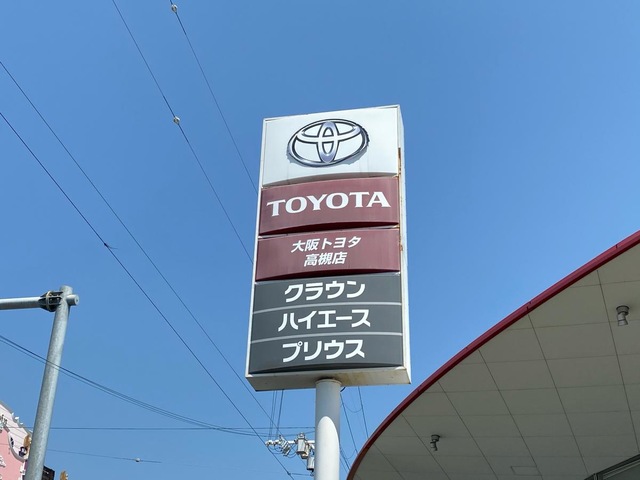 TOYOTA
大阪トヨタ
高槻店
クラウン
ハイエース
プリウス